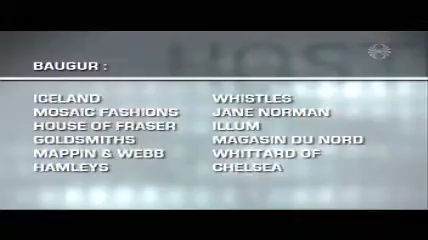 BAUGUR :
ICELAND
MOSAIC FASHIONS
HOUSE OF FRASER
GOLDSMITHS
MAPPIN & WEBB
HAMLEYS
WHISTLES
JANE NORMAN
ILLUM
MAGASIN DU NORD
WHITTARD OF
CHELSEA